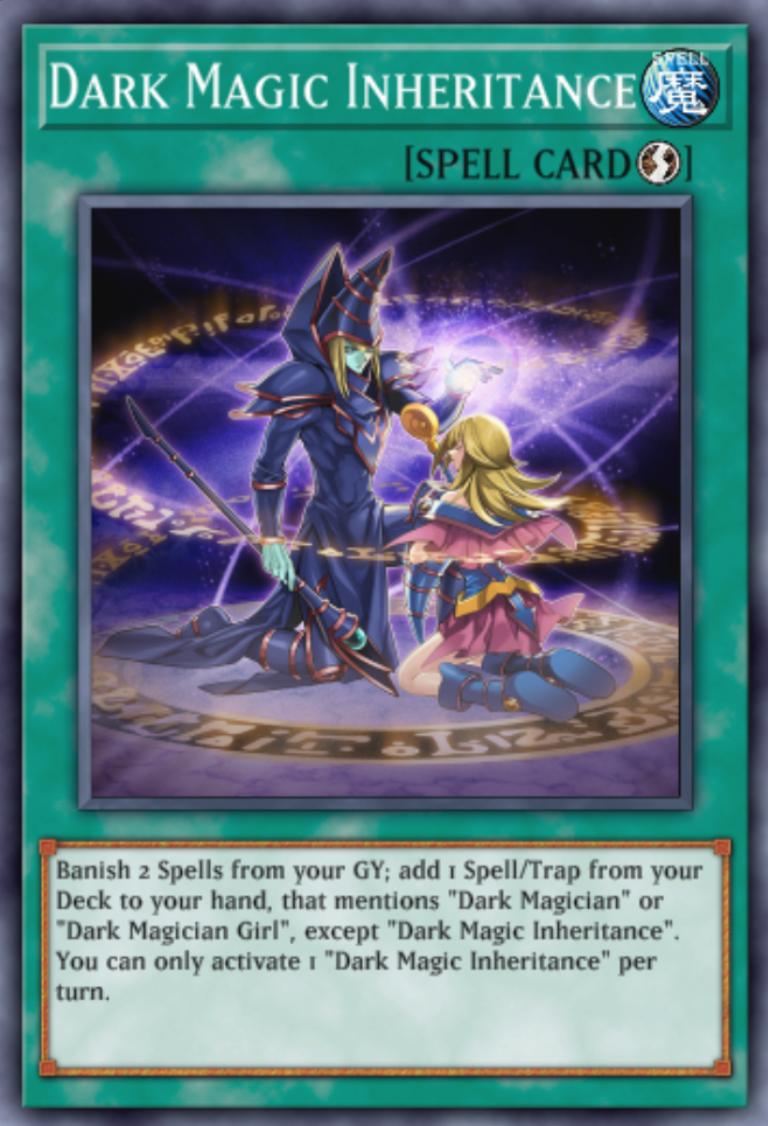 DARK MAGIC INHERITANCE
SPELL
魔
[SPELL CARD]
Banish 2 Spells from your GY; add 1 Spell/Trap from your
Deck to your hand, that mentions "Dark Magician" or
"Dark Magician Girl", except "Dark Magic Inheritance".
You can only activate 1 "Dark Magic Inheritance" per
turn.